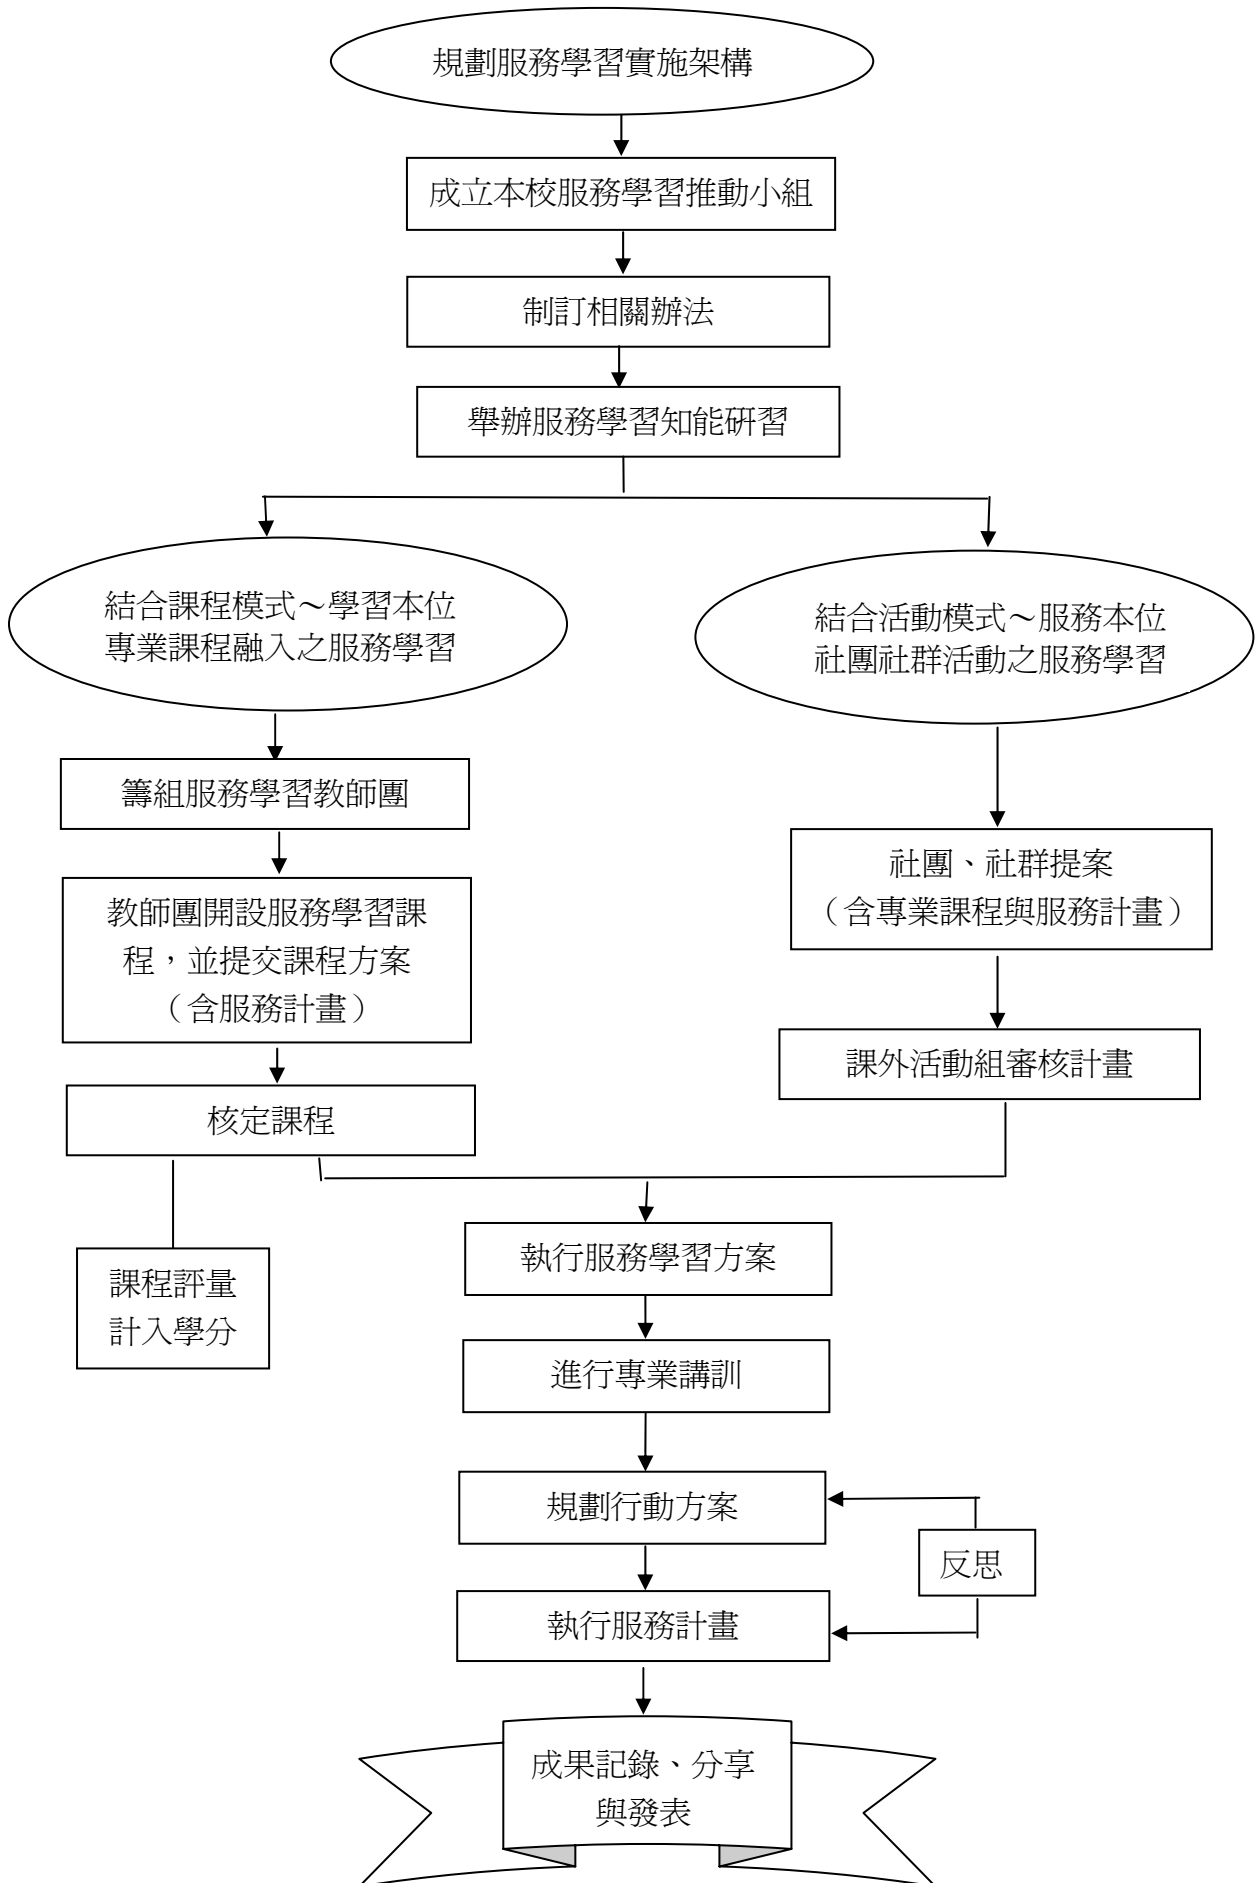 規劃服務學習實施架構
成立本校服務學習推動小組
制訂相關辦法
舉辦服務學習知能研習
結合課程模式～學習本位
專業課程融入之服務學習
結合活動模式～服務本位
社團社群活動之服務學習
籌組服務學習教師團
教師團開設服務學習課
程，並提交課程方案
（含服務計畫）
社團、社群提案
（含專業課程與服務計畫）
課外活動組審核計畫
核定課程
課程評量
計入學分
執行服務學習方案
進行專業講訓
規劃行動方案
反思
執行服務計畫
成果記錄、分享
與發表